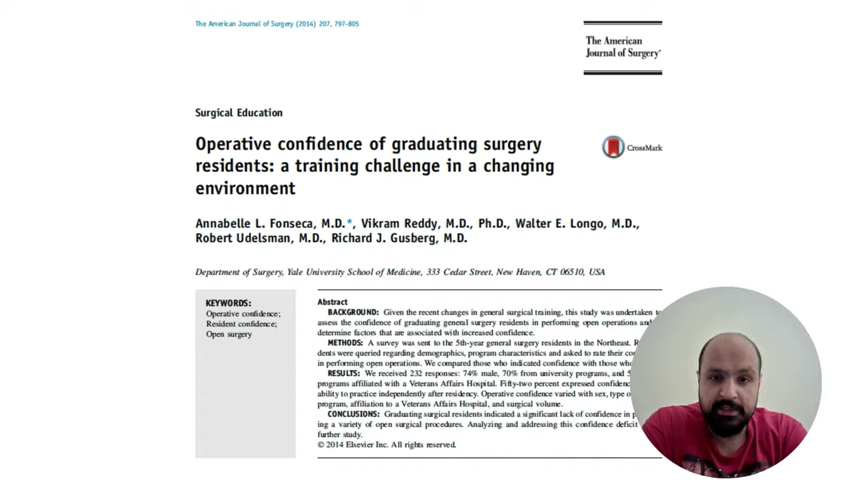 The American Journal of Surgery (2014) 207, 797-805
The American
Journal of Surgery®
Surgical Education
Operative confidence of graduating surgery
residents: a training challenge in a changing
environment
CrossMark
Annabelle L. Fonseca, M.D.*, Vikram Reddy, M.D., Ph.D., Walter E. Longo, M.D.,
Robert Udelsman, M.D., Richard J. Gusberg, M.D.
Department of Surgery, Yale University School of Medicine, 333 Cedar Street, New Haven, CT 06510, USA
KEYWORDS:
Operative confidence;
Resident confidence;
Open surgery
Abstract
BACKGROUND: Given the recent changes in general surgical training, this study was undertaken to
assess the confidence of graduating general surgery residents in performing open operations and
determine factors that are associated with increased confidence.
METHODS: A survey was sent to the 5th-year general surgery residents in the Northeast.
dents were queried regarding demographics, program characteristics and asked to rate their
in performing open operations. We compared those who indicated confidence with those
RESULTS: We received 232 responses: 74% male, 70% from university programs, and
programs affiliated with a Veterans Affairs Hospital. Fifty-two percent expressed
ability to practice independently after residency. Operative confidence varied with sex, type
program, affiliation to a Veterans Affairs Hospital, and surgical volume.
CONCLUSIONS: Graduating surgical residents indicated a significant lack of confidence in
ing a variety of open surgical procedures. Analyzing and addressing this confidence deficit
further study.
© 2014 Elsevier Inc. All rights reserved.